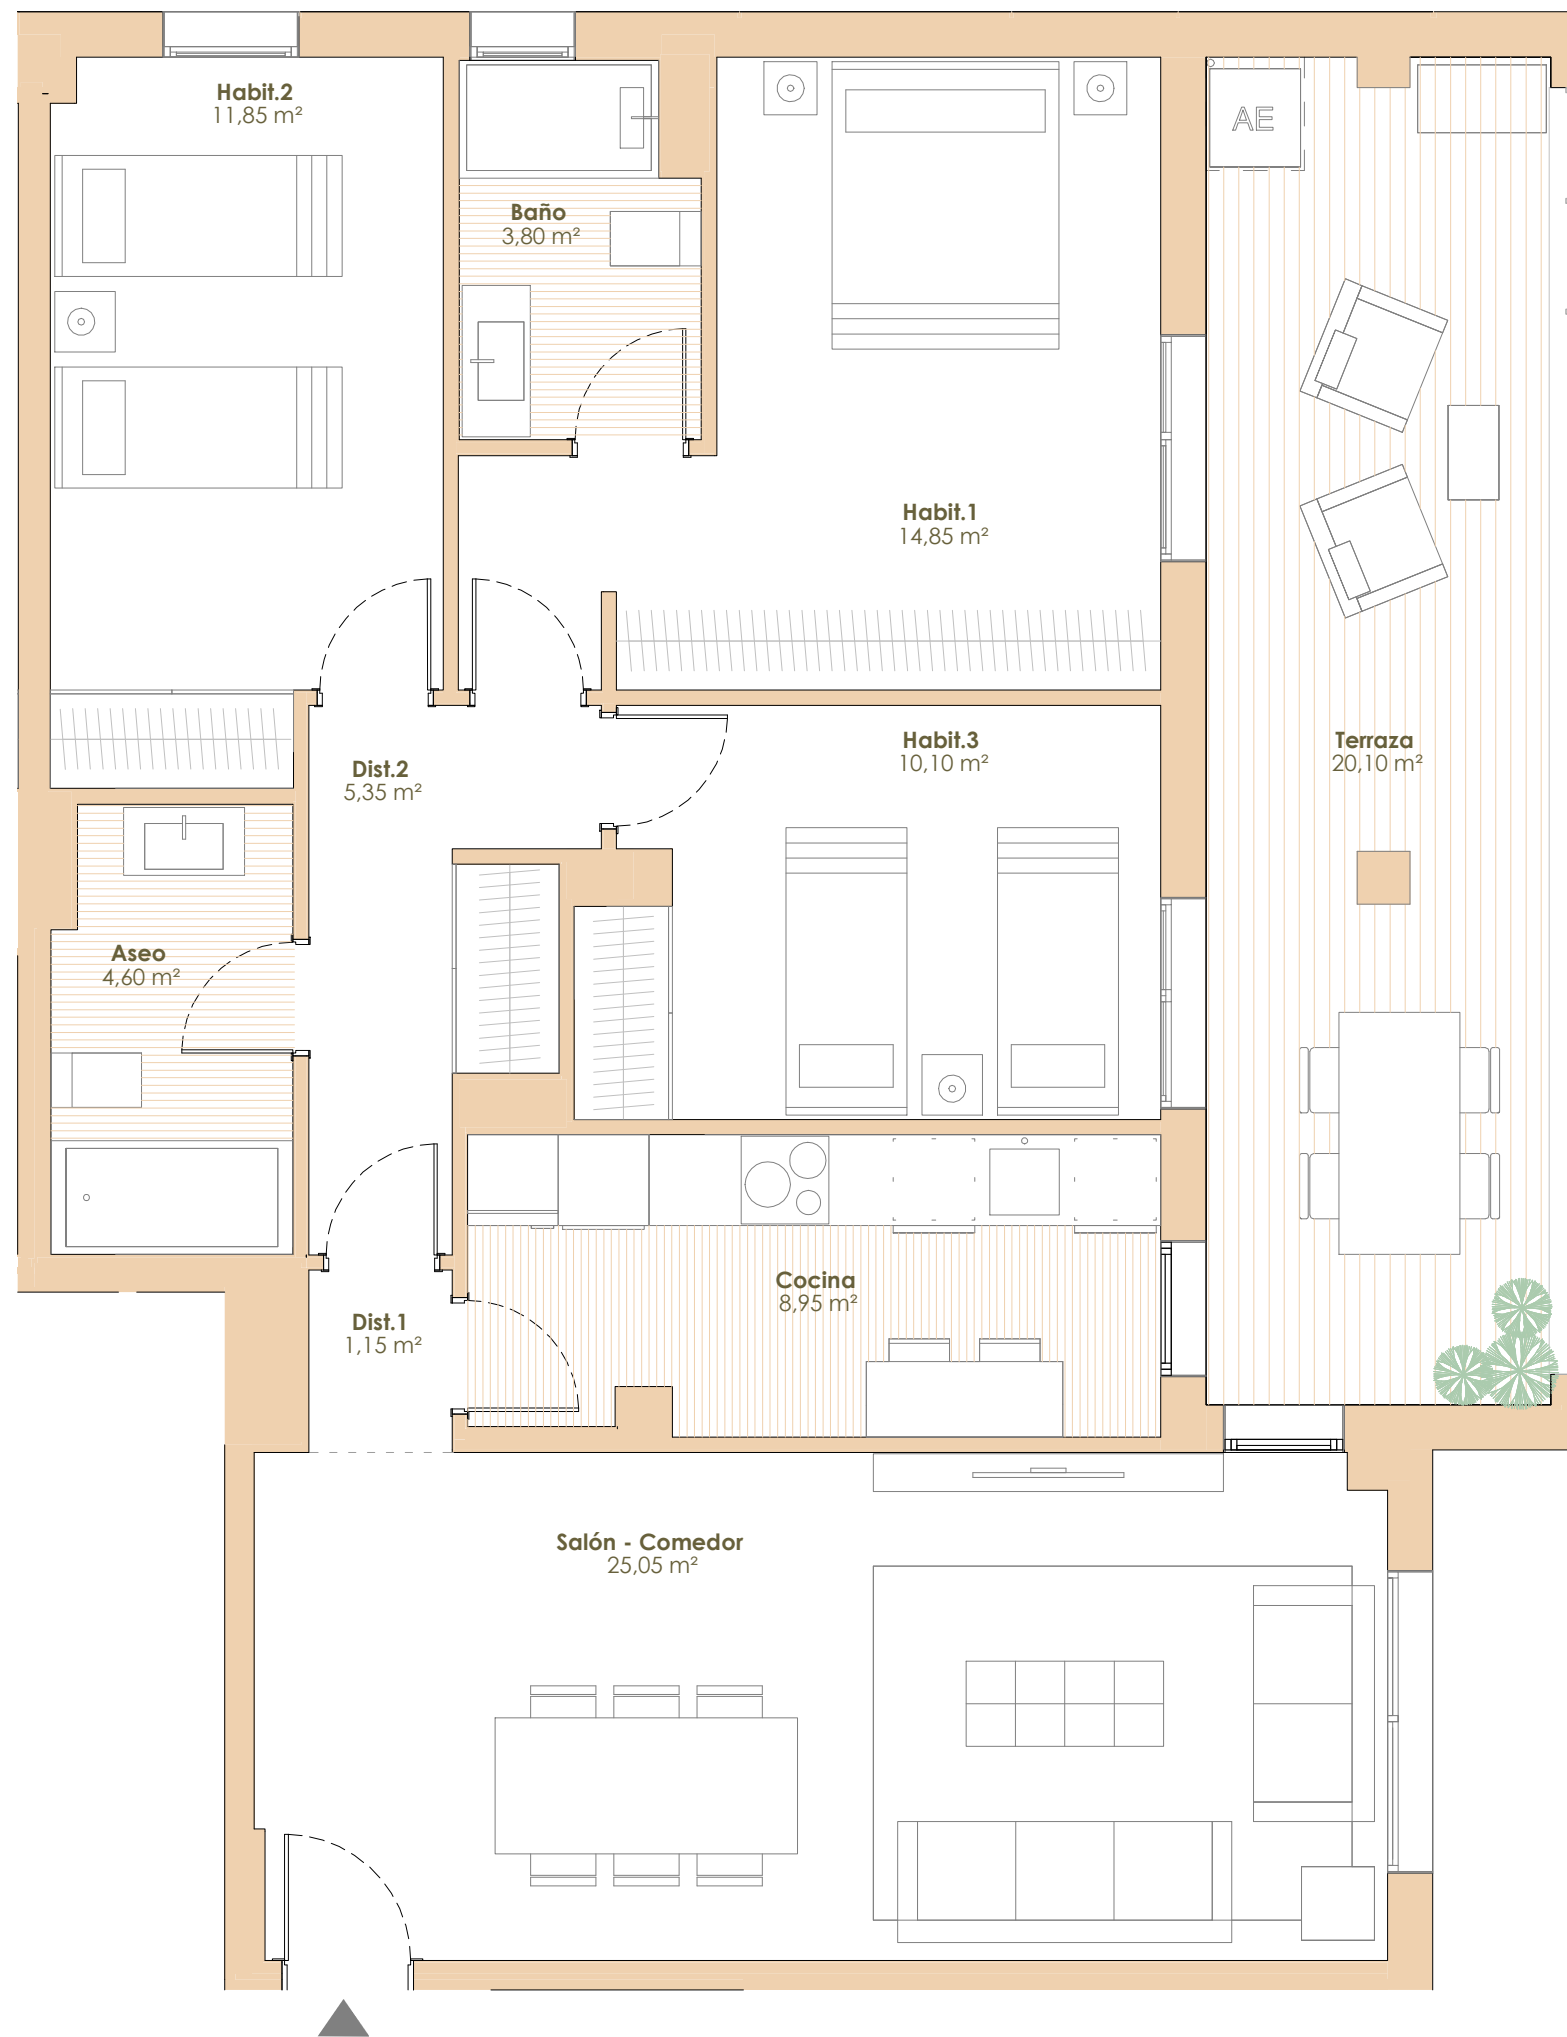 Habit.2
11,85 m²
AE
Baño
3,80 m²
Habit.1
14,85 m²
Habit.3
10,10 m²
Terraza
20,10 m²
Dist.2
5,35 m²
Aseo
4,60 m²
Cocina
8,95 m²
Dist.1
1,15 m²
Salón - Comedor
25,05 m²